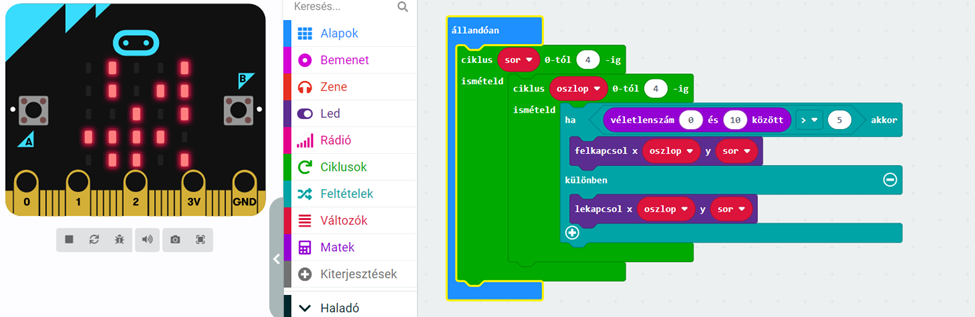 Keresés...
Alapok
Bemenet
Zene
Led
Rádió
Ciklusok
Feltételek
Változók
Matek
Kiterjesztések
Haladó
B
A
0 1 2 3V GND
állandóan
ciklus sor 0-tól 4 -ig
ismételd
ciklus oszlop 0-tól 4 -ig
ismételd
ha véletlenszám 0 és 10 között > 5 akkor
felkapcsol x oszlop y sor
különben
lekapcsol x oszlop y sor